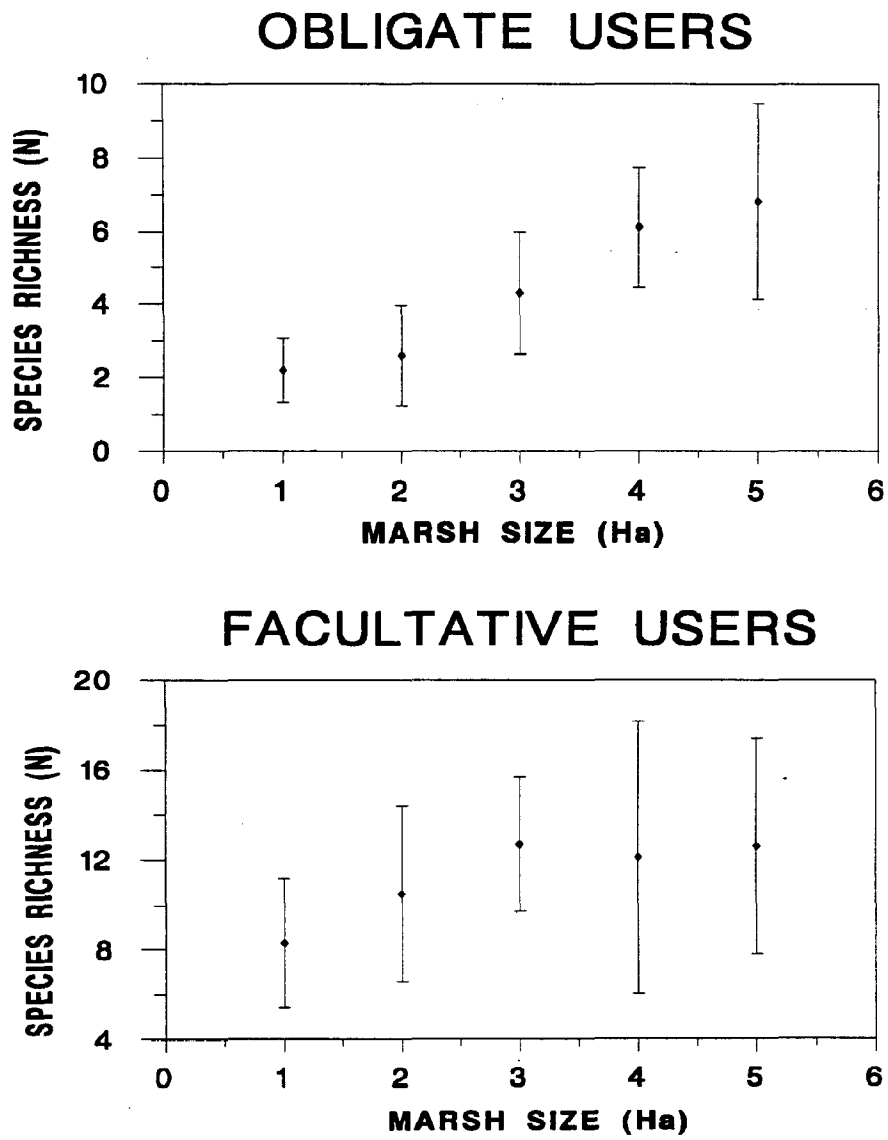 OBLIGATE USERS
10
8
6
4
2
0
SPECIES RICHNESS (N)
0 1 2 3 4 5 6
MARSH SIZE (Ha)
FACULTATIVE USERS
20
16
12
8
4
SPECIES RICHNESS (N)
0 1 2 3 4 5 6
MARSH SIZE (Ha)